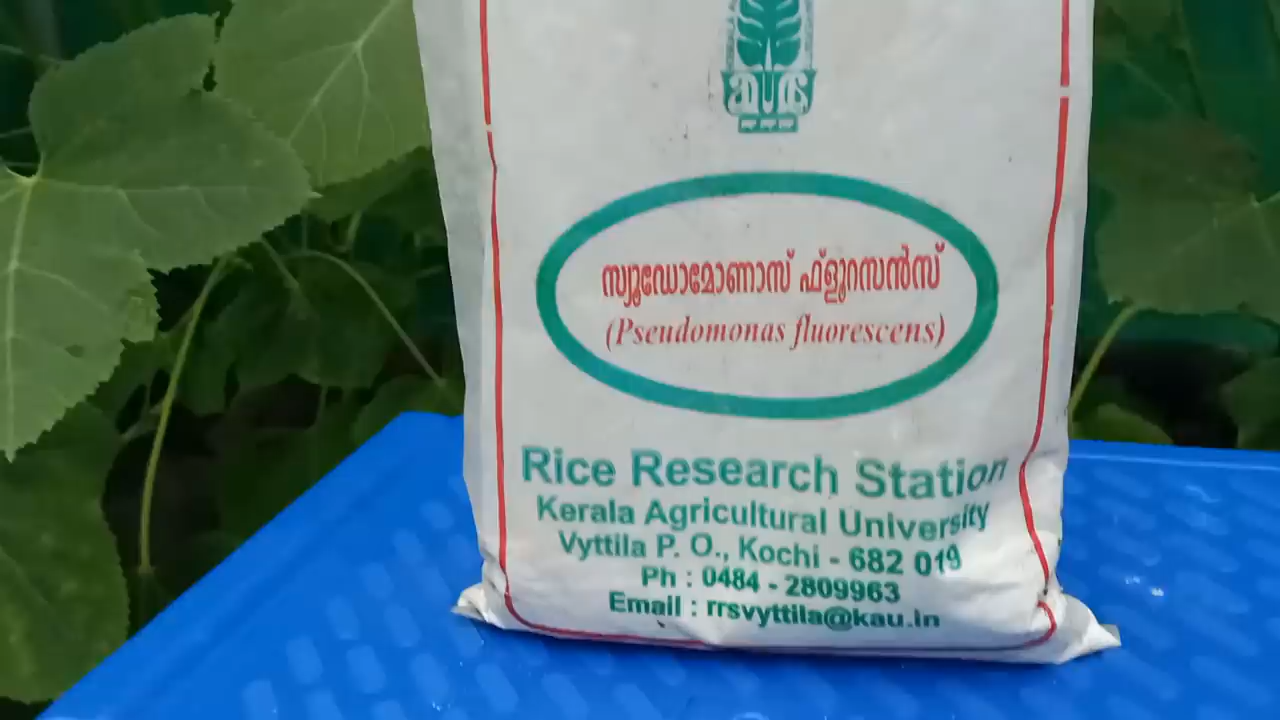 സ്യൂഡോമോണാസ് ഫ്ളൂറസൻസ്
(Pseudomonas fluorescens)
Rice Research Station
Kerala Agricultural University
Vyttila P. O., Kochi - 682 019
Ph : 0484 - 2809963
Email : rrsvyttila@kau.in